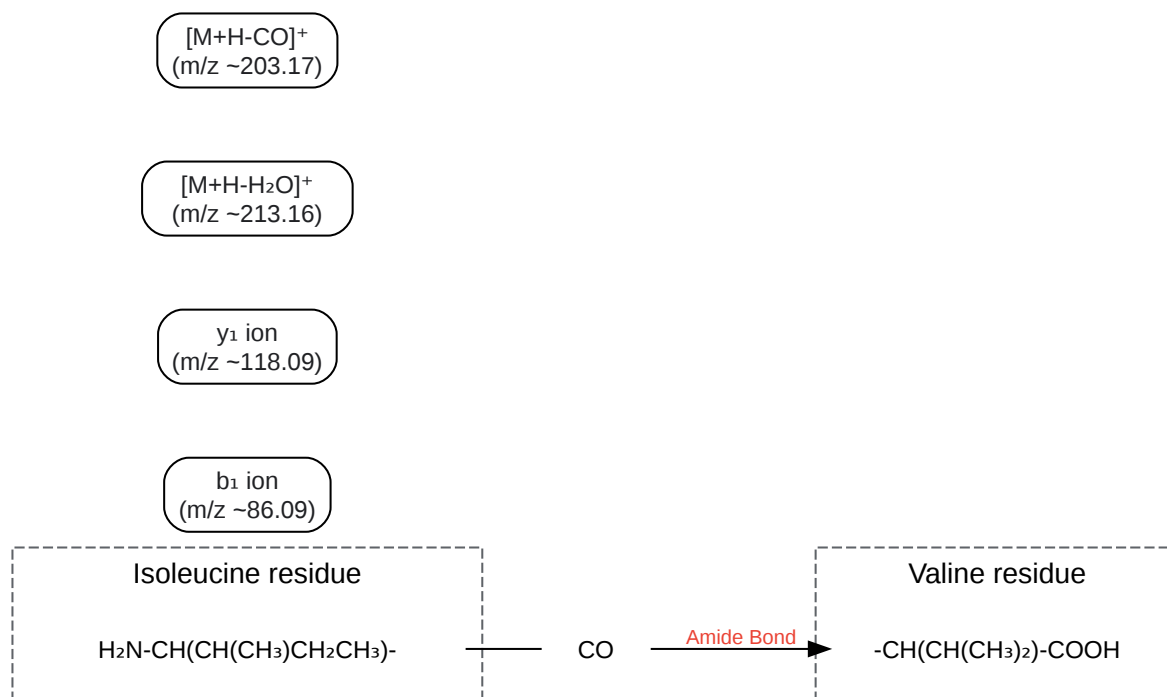 [M+H-CO]⁺
(m/z ~203.17)
[M+H-H₂O]⁺
(m/z ~213.16)
y₁ ion
(m/z ~118.09)
b₁ ion
(m/z ~86.09)
Isoleucine residue
Valine residue
H₂N-CH(CH(CH₃)CH₂CH₃)-
CO
Amide Bond
-CH(CH(CH₃)₂)-COOH